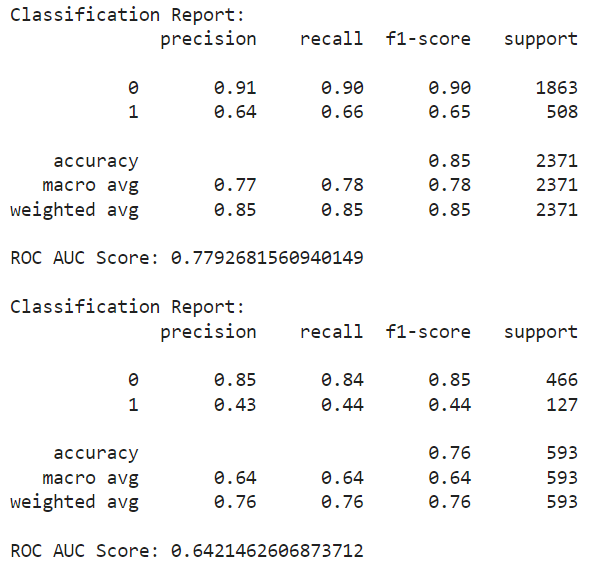 Classification Report:
precision recall f1-score support
0 0.91 0.90 0.90 1863
1 0.64 0.66 0.65 508
accuracy 0.85 2371
macro avg 0.77 0.78 0.78 2371
weighted avg 0.85 0.85 0.85 2371
ROC AUC Score: 0.7792681560940149
Classification Report:
precision recall f1-score support
0 0.85 0.84 0.85 466
1 0.43 0.44 0.44 127
accuracy 0.76 593
macro avg 0.64 0.64 0.64 593
weighted avg 0.76 0.76 0.76 593
ROC AUC Score: 0.6421462606873712